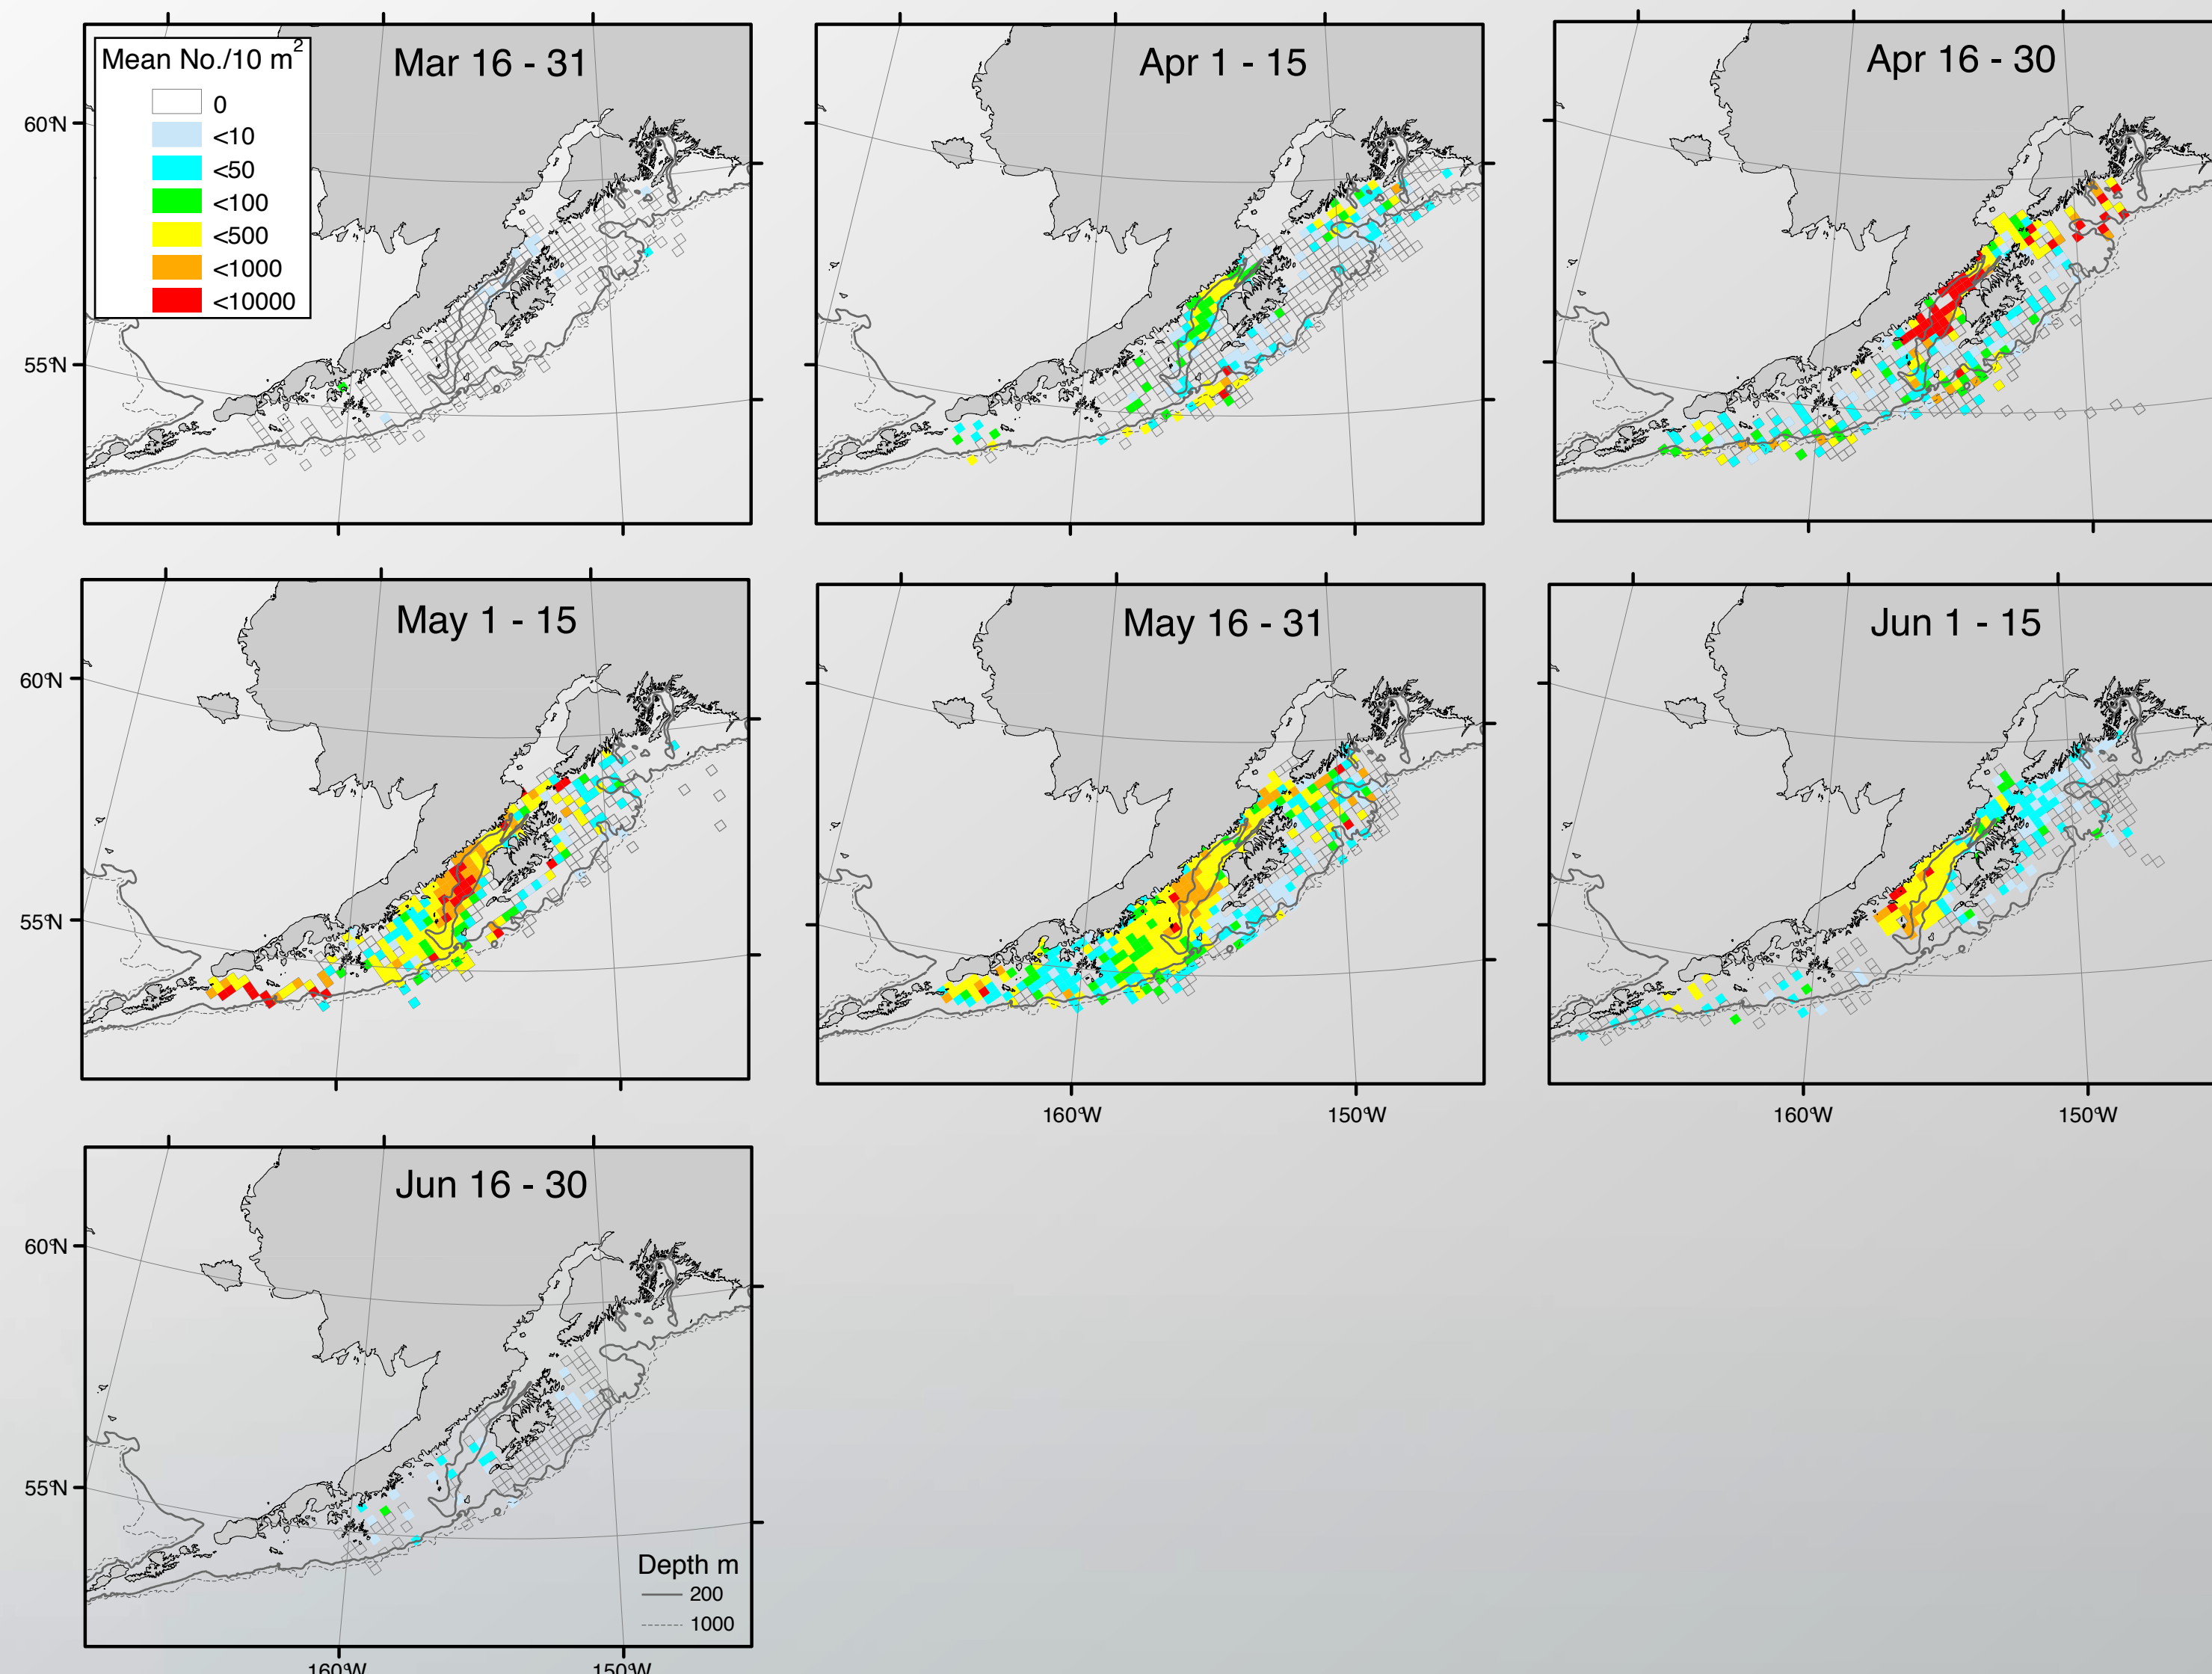 Mar 16 - 31
Mean No./10 m²
0
<10
<50
<100
<500
<1000
<10000
60°N
55°N
Apr 1 - 15
Apr 16 - 30
May 1 - 15
60°N
55°N
May 16 - 31
160°W
150°W
Jun 1 - 15
160°W
150°W
Jun 16 - 30
60°N
55°N
Depth m
200
1000
160°W
150°W